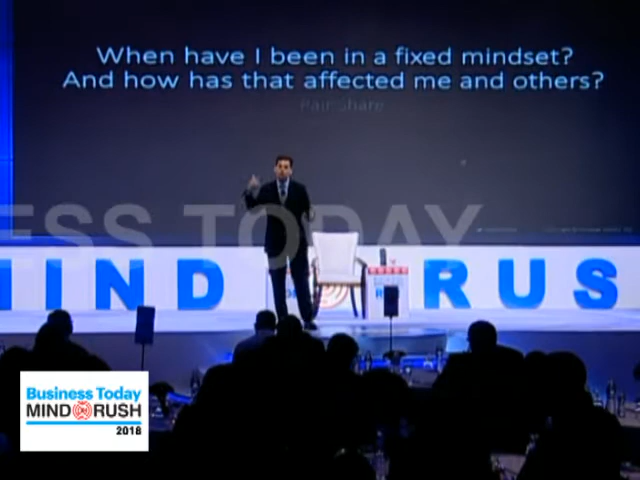 When have I been in a fixed mindset?
And how has that affected me and others?
Pair Share
ESS TODAY
IIND RUS
Business Today
MIND RUSH
2018